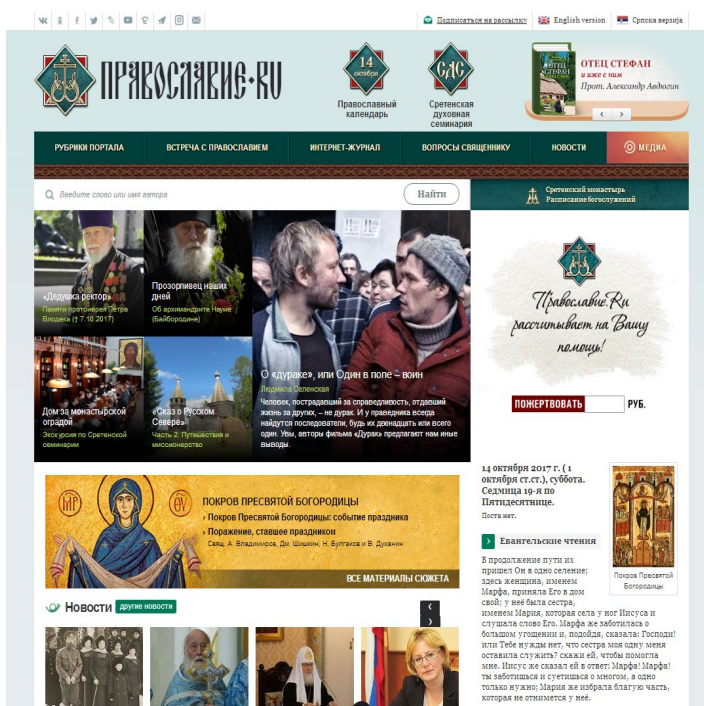 Подписаться на рассылку
English version
Српска верзија
ПРАВОСЛАВИЕ•RU
14
октября
Православный
календарь
СДС
Сретенская
духовная
семинария
ОТЕЦ
СТЕФАН
ОТЕЦ СТЕФАН
и иже с ним
Прот. Александр Авдюгин
РУБРИКИ ПОРТАЛА
ВСТРЕЧА С ПРАВОСЛАВИЕМ
ИНТЕРНЕТ-ЖУРНАЛ
ВОПРОСЫ СВЯЩЕННИКУ
НОВОСТИ
МЕДИА
Введите слово или имя автора
Найти
Сретенский монастырь
Расписание богослужений
«Дедушка ректор»
Памяти протоиерея Петра
Влодека († 7.10.2017)
Прозорливец наших
дней
Об архимандрите Науме
(Байбородине)
Дом за монастырской
оградой
Экскурсия по Сретенской
семинарии
«Сказ о Русском
Севере»
Часть 2: Путешествия и
миссионерство
О «дураке», или Один в поле – воин
Людмила Селенская
Человек, пострадавший за справедливость, отдавший
жизнь за других, – не дурак. И у праведника всегда
найдутся последователи, будь их двенадцать или всего
один. Увы, авторы фильма «Дурак» предлагают нам иные
выводы.
Православие.Ru
рассчитывает на Вашу
помощь!
ПОЖЕРТВОВАТЬ
РУБ.
ПОКРОВ ПРЕСВЯТОЙ БОГОРОДИЦЫ
› Покров Пресвятой Богородицы: событие праздника
› Поражение, ставшее праздником
Свящ. А. Владимиров, Дм. Шишкин, Н. Булгаков и В. Духанин
ВСЕ МАТЕРИАЛЫ СЮЖЕТА
Новости
другие новости
14 октября 2017 г. ( 1
октября ст.ст.), суббота.
Седмица 19-я по
Пятидесятнице.
Поста нет.
Покров Пресвятой
Богородицы
Евангельские чтения
В продолжение пути их
пришел Он в одно селение;
здесь женщина, именем
Марфа, приняла Его в дом
свой; у неё была сестра,
именем Мария, которая села у ног Иисуса и
слушала слово Его. Марфа же заботилась о
большом угощении и, подойдя, сказала: Господи!
или Тебе нужды нет, что сестра моя одну меня
оставила служить? скажи ей, чтобы помогла
мне. Иисус же сказал ей в ответ: Марфа! Марфа!
ты заботишься и суетишься о многом, а одно
только нужно; Мария же избрала благую часть,
которая не отнимется у неё.